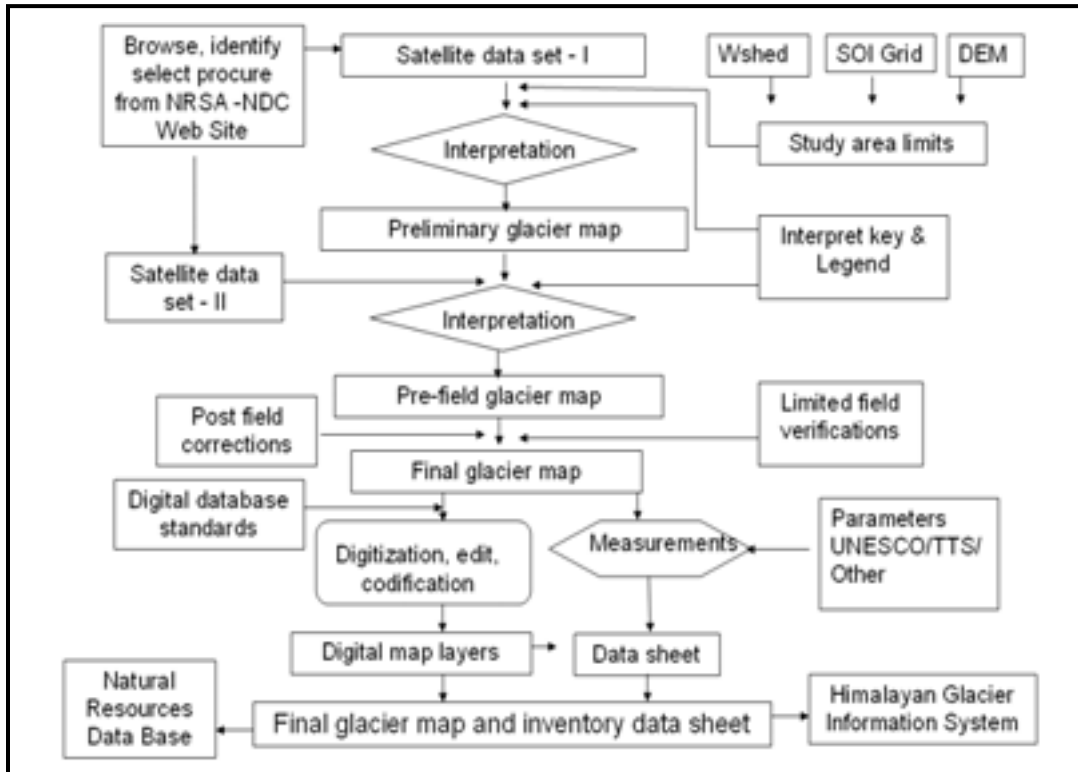 Browse, identify
select procure
from NRSA -NDC
Web Site
Satellite data set - I
Wshed
SOI Grid
DEM
Interpretation
Study area limits
Preliminary glacier map
Interpret key &
Legend
Satellite data
set - II
Interpretation
Pre-field glacier map
Post field
corrections
Limited field
verifications
Final glacier map
Digital database
standards
Digitization, edit,
codification
Measurements
Parameters
UNESCO/TTS/
Other
Digital map layers
Data sheet
Natural
Resources
Data Base
Final glacier map and inventory data sheet
Himalayan Glacier
Information System